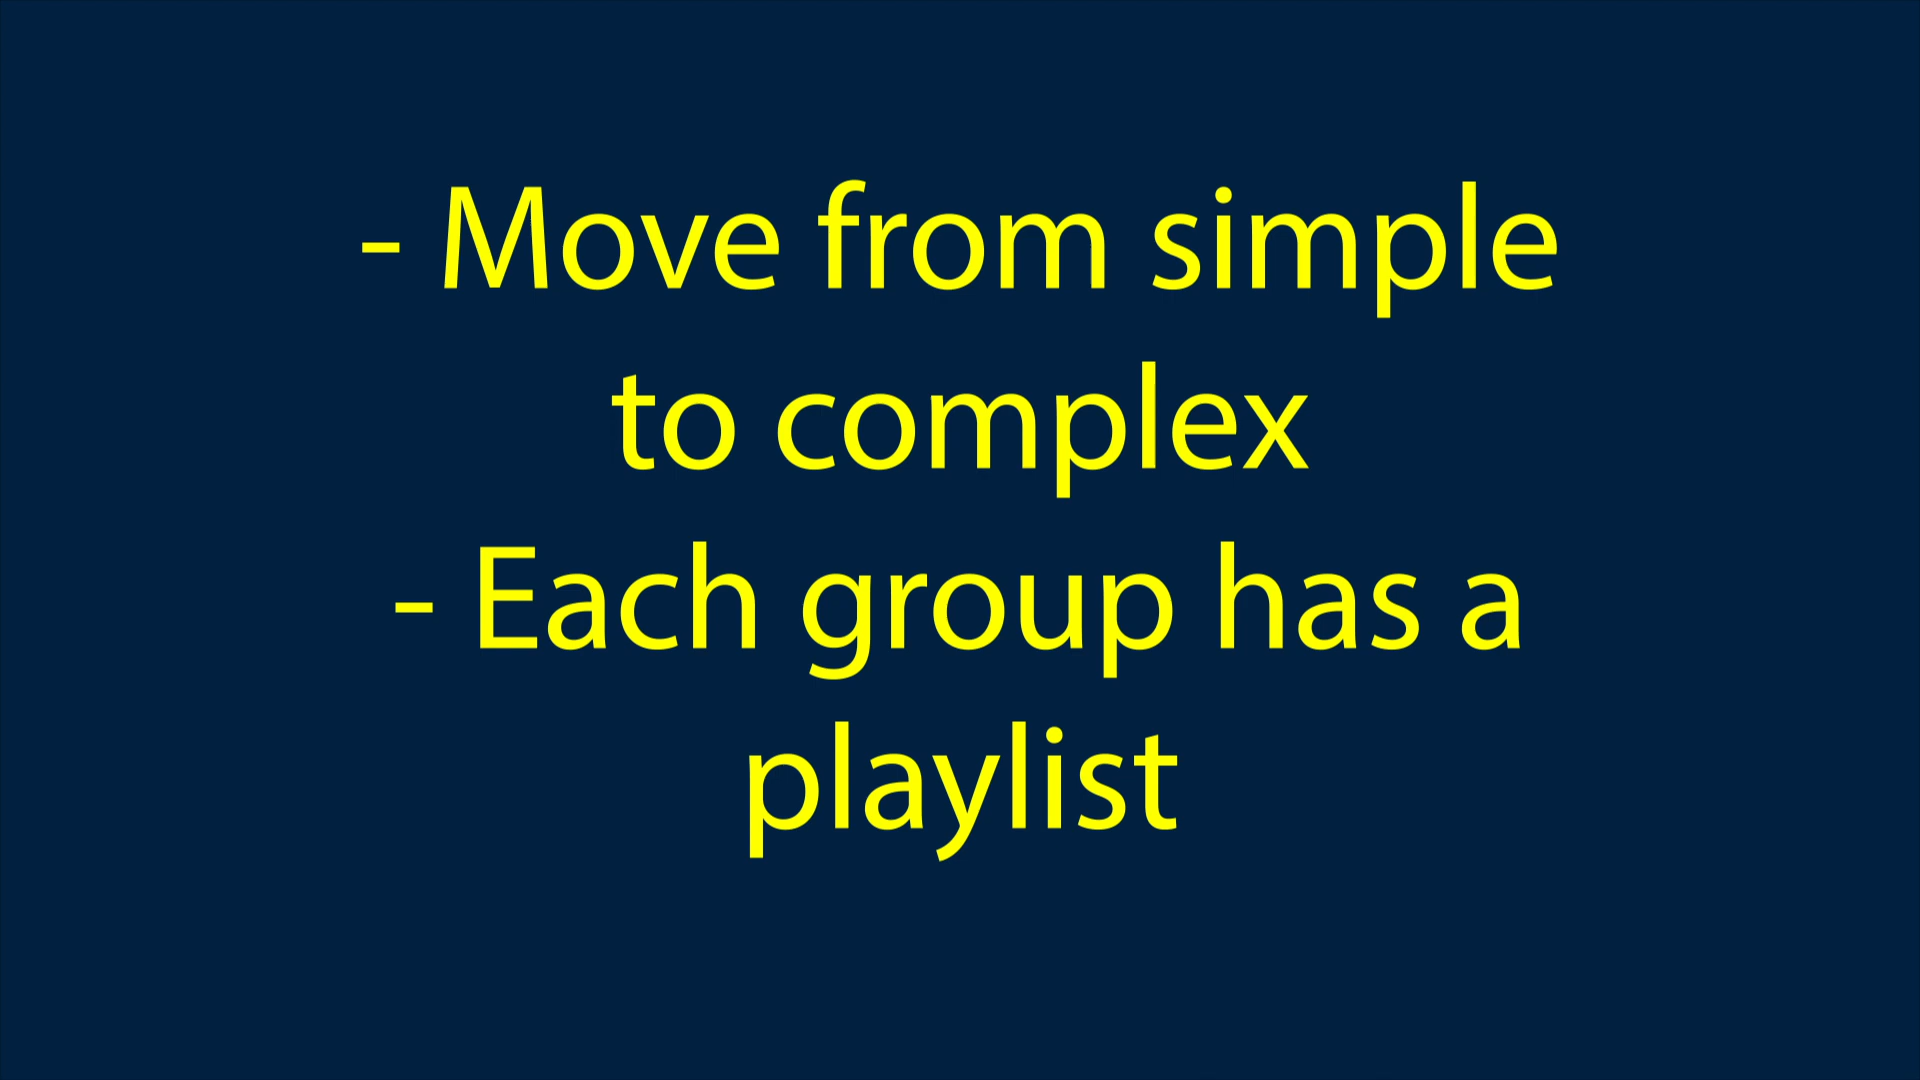 - Move from simple
to complex
- Each group has a
playlist